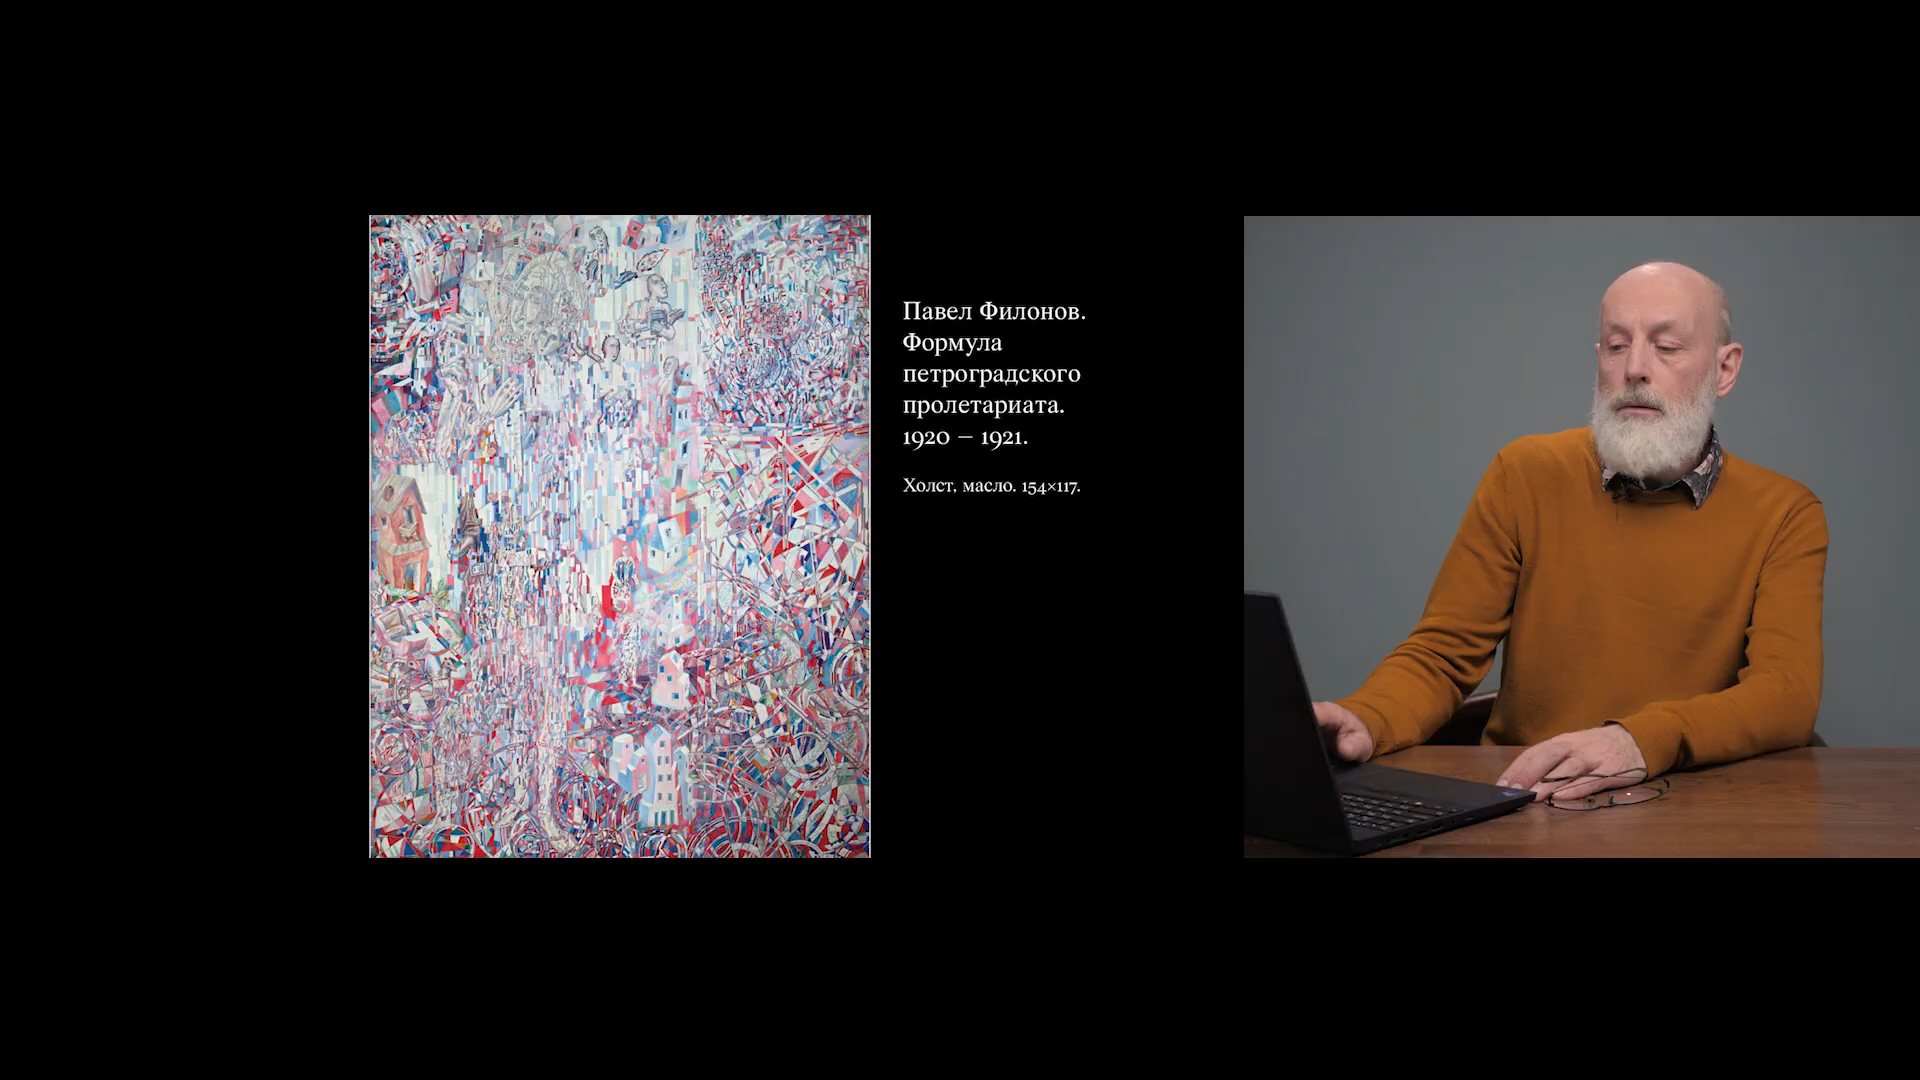 Павел Филонов.
Формула
петроградского
пролетариата.
1920 – 1921.
Холст, масло. 154×117.